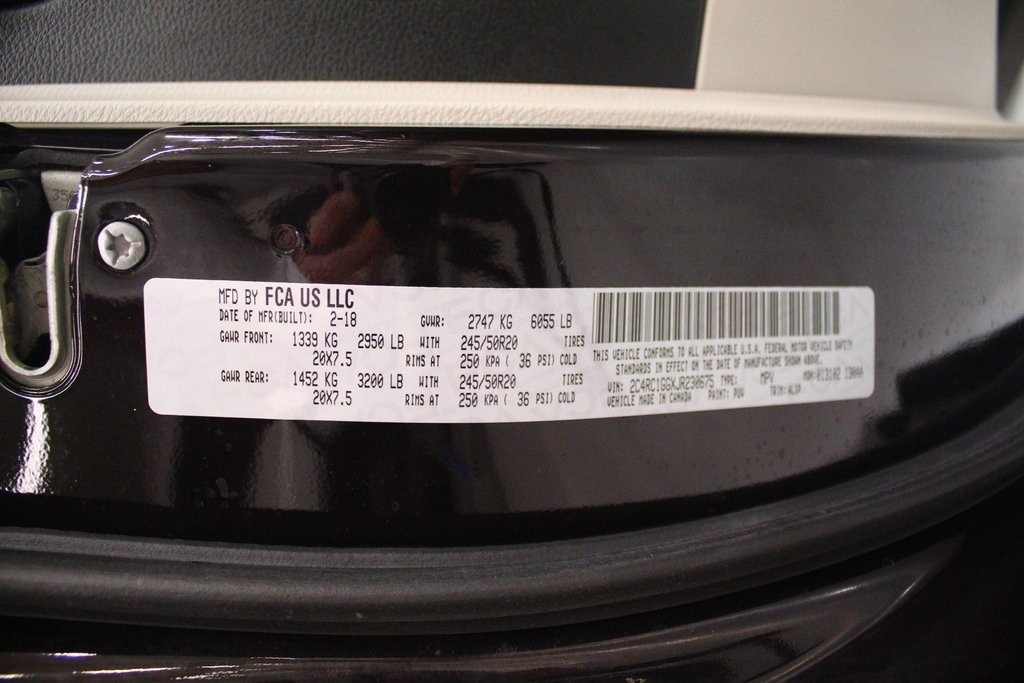 MFD BY FCA US LLC
DATE OF MFR(BUILT): 2-18 GVWR: 2747 KG 6055 LB
GAWR FRONT: 1339 KG 2950 LB WITH 245/50R20 TIRES
20X7.5 RIMS AT 250 KPA ( 36 PSI) COLD
GAWR REAR: 1452 KG 3200 LB WITH 245/50R20 TIRES
20X7.5 RIMS AT 250 KPA ( 36 PSI) COLD
THIS VEHICLE CONFORMS TO ALL APPLICABLE U.S.A. FEDERAL MOTOR VEHICLE SAFETY
STANDARDS IN EFFECT ON THE DATE OF MANUFACTURE SHOWN ABOVE.
VIN: 2C4RC1GGXJR230675 TYPE: MPV MDH:
VEHICLE MADE IN CANADA PAINT: TRIM:
35